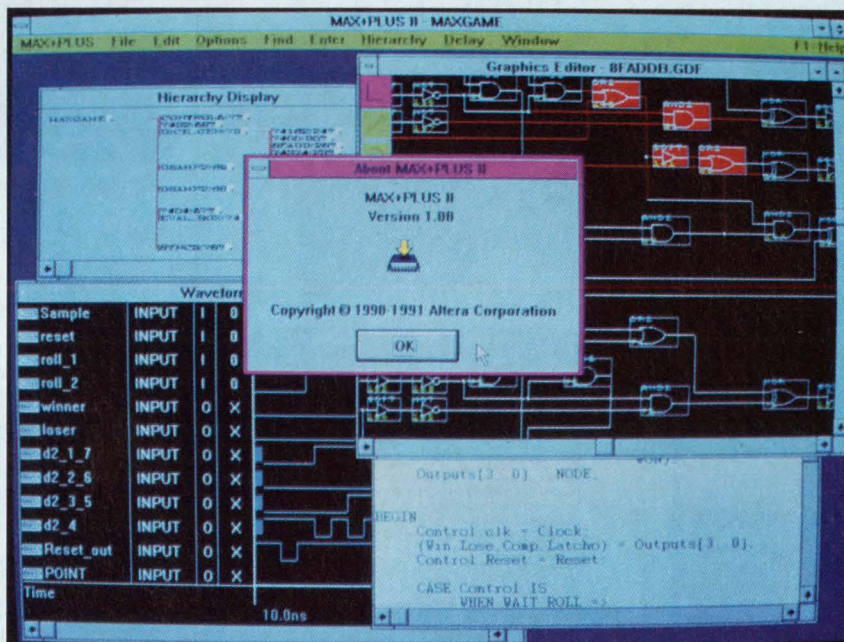 MAX+PLUS II - MAXGAME
MAX+PLUS File Edit Options Find Enter Hierarchy Delay Window F1=Help
Graphics Editor - 8FADDB.GDF
Hierarchy Display
MAXGAME
About MAX+PLUS II
MAX+PLUS II
Version 1.00
Copyright © 1990-1991 Altera Corporation
OK
Waveform
Sample INPUT I 0
reset INPUT I 0
roll_1 INPUT I 0
roll_2 INPUT I 0
winner INPUT O X
loser INPUT O X
d2_1_7 INPUT O X
d2_2_6 INPUT O X
d2_3_5 INPUT O X
d2_4 INPUT O X
Reset_out INPUT O X
POINT INPUT O X
Time
10.0ns
Outputs[3 0] NODE;
BEGIN
Control.clk = Clock;
(Win,Lose,Comp,Latcho) = Outputs[3 0].
Control.Reset = Reset
CASE Control IS
WHEN WAIT ROLL =>